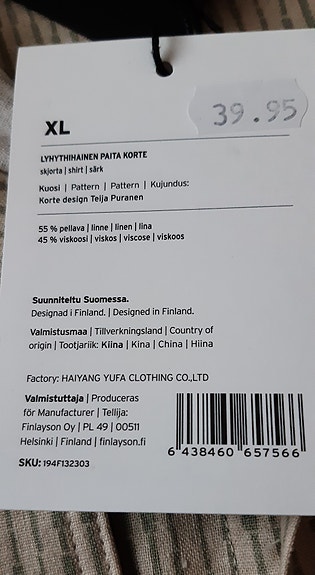 39.95
XL
LYHYTHIHAINEN PAITA KORTE
skjorta | shirt | särk
Kuosi | Pattern | Pattern | Kujundus:
Korte design Teija Puranen
55 % pellava | linne | linen | lina
45 % viskoosi | viskos | viscose | viskoos
Suunniteltu Suomessa.
Designad i Finland. | Designed in Finland.
Valmistusmaa | Tillverkningsland | Country of
origin | Tootjariik: Kiina | Kina | China | Hiina
Factory: HAIYANG YUFA CLOTHING CO.,LTD
Valmistuttaja | Produceras
för Manufacturer | Tellija:
Finlayson Oy | PL 49 | 00511
Helsinki | Finland | finlayson.fi
SKU: 194F132303
6 438460 657566